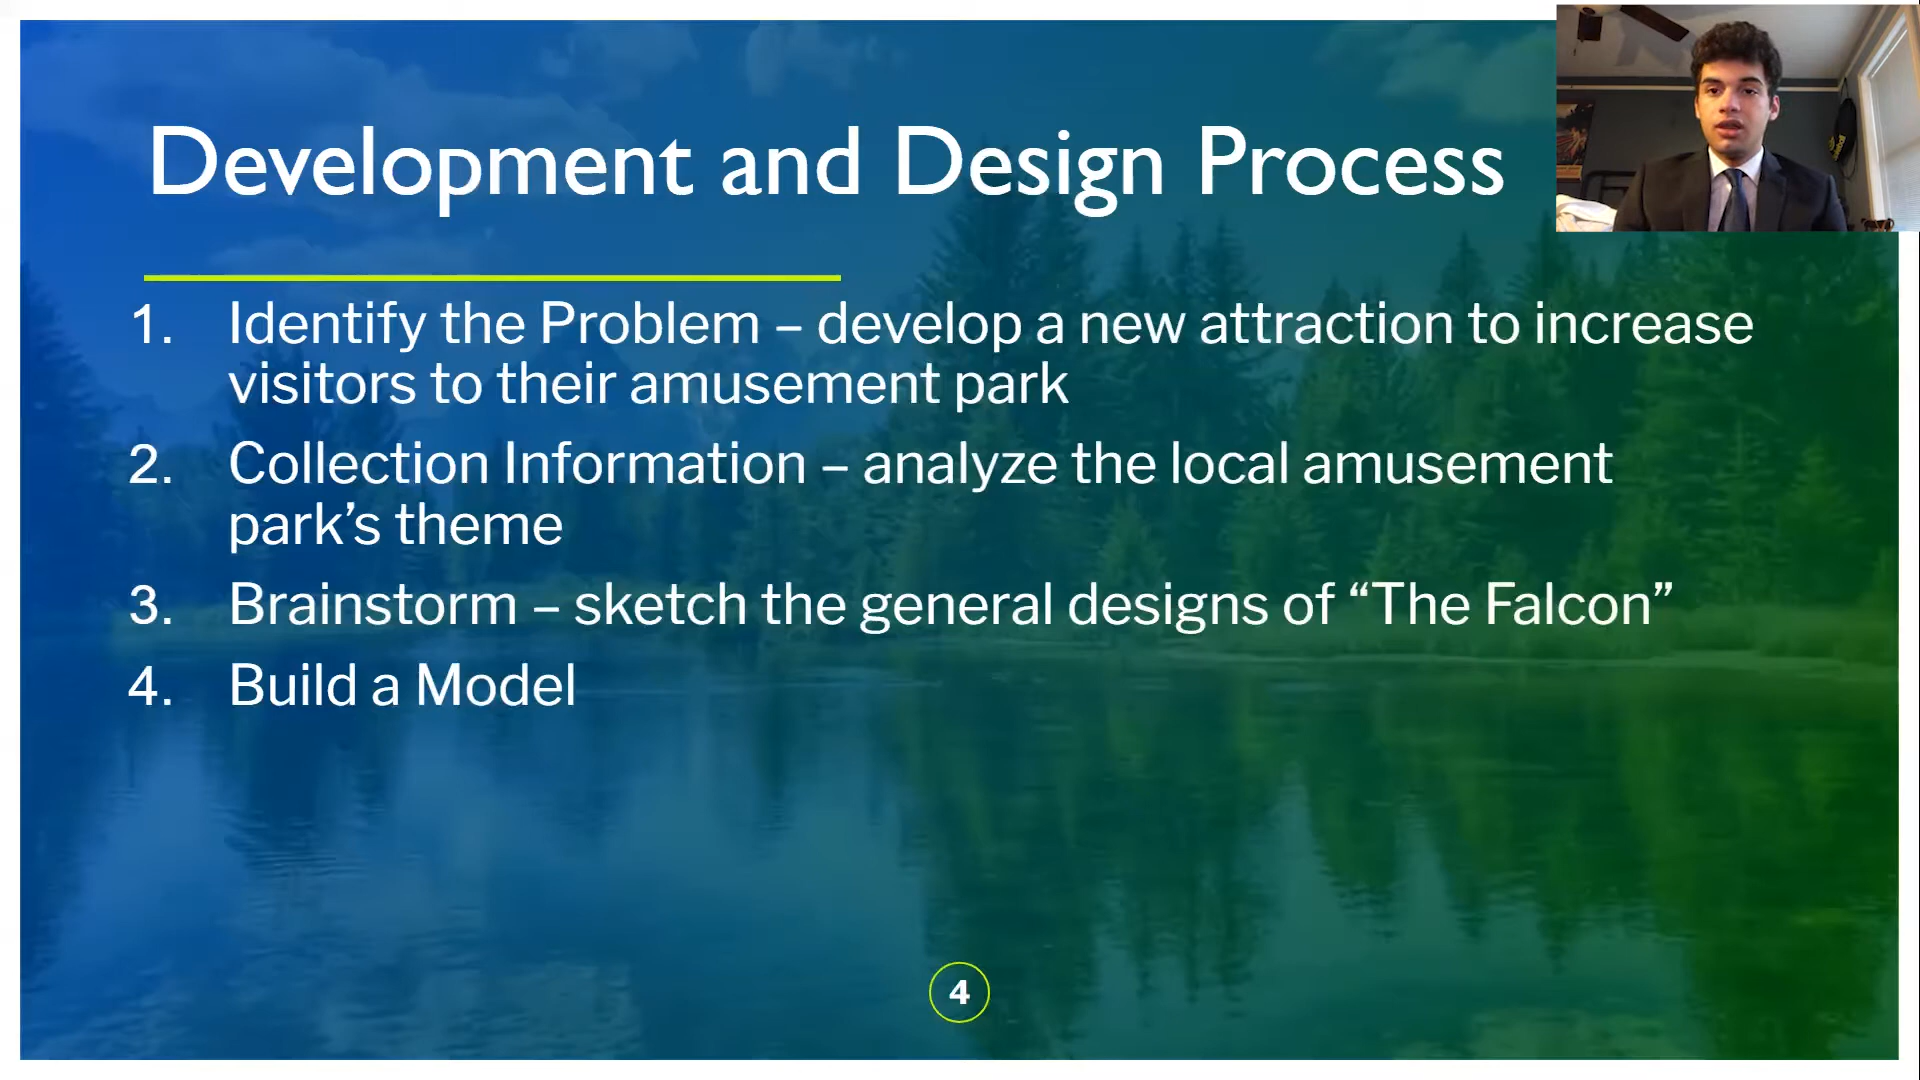 Development and Design Process
1. Identify the Problem – develop a new attraction to increase
visitors to their amusement park
2. Collection Information – analyze the local amusement
park’s theme
3. Brainstorm – sketch the general designs of “The Falcon”
4. Build a Model
4